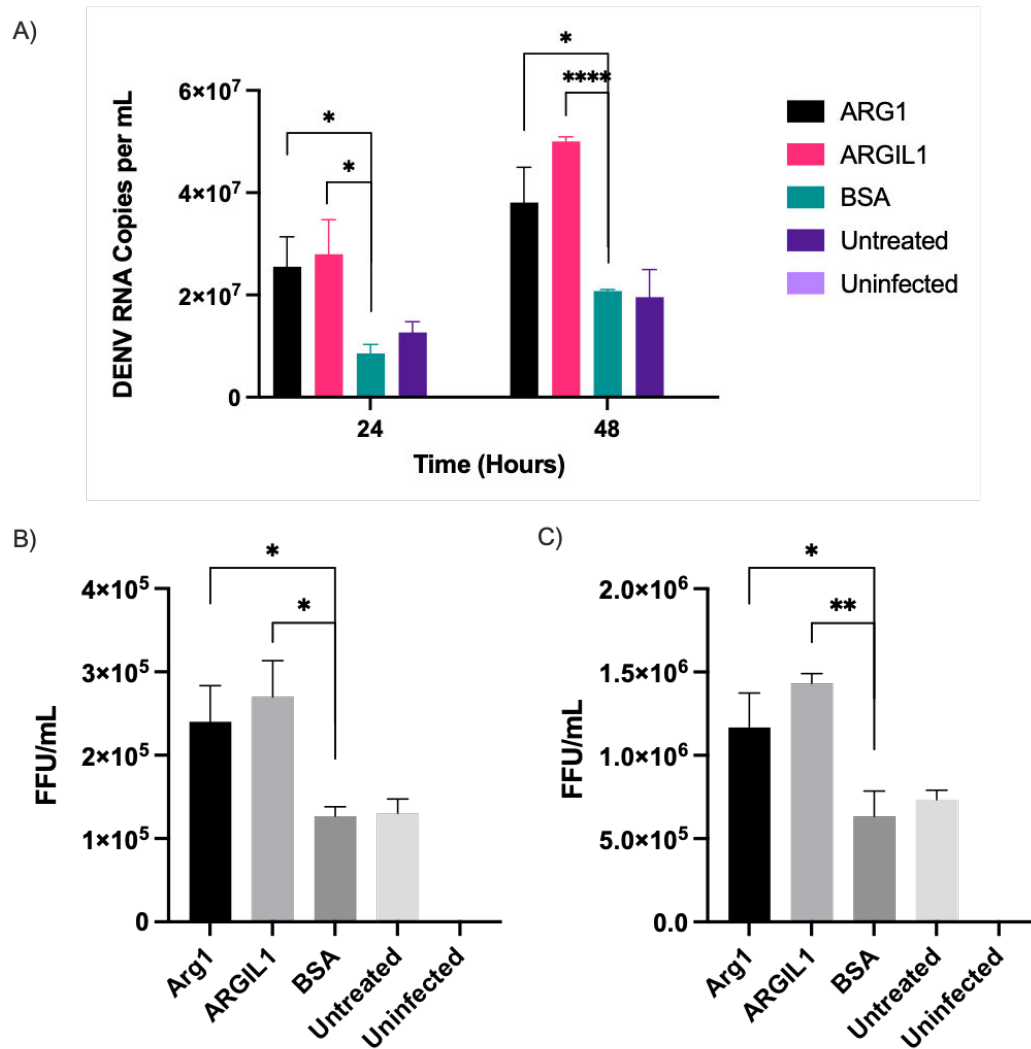 A)
DENV RNA Copies per mL
6×10⁷
4×10⁷
2×10⁷
0
*
*
*
****
24
48
Time (Hours)
ARG1
ARGIL1
BSA
Untreated
Uninfected
B)
FFU/mL
4×10⁵
3×10⁵
2×10⁵
1×10⁵
0
*
*
Arg1
ARGIL1
BSA
Untreated
Uninfected
C)
FFU/mL
2.0×10⁶
1.5×10⁶
1.0×10⁶
5.0×10⁵
0.0
*
**
Arg1
ARGIL1
BSA
Untreated
Uninfected